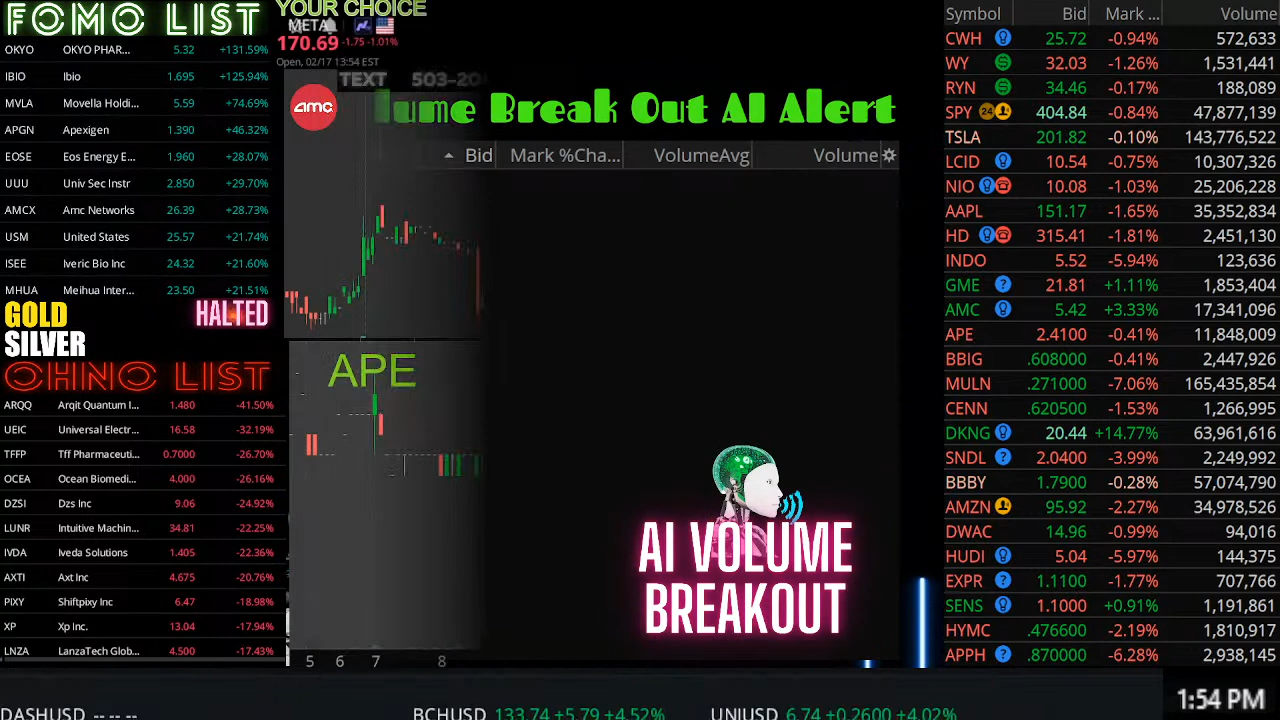 FOMO LIST
OKYO OKYO PHAR... 5.32 +131.59%
IBIO Ibio 1.695 +125.94%
MVLA Movella Holdi... 5.59 +74.69%
APGN Apexigen 1.390 +46.32%
EOSE Eos Energy E... 1.960 +28.07%
UUU Univ Sec Instr 2.850 +29.70%
AMCX Amc Networks 26.39 +28.73%
USM United States 25.57 +21.74%
ISEE Iveric Bio Inc 24.32 +21.60%
MHUA Meihua Inter... 23.50 +21.51%
GOLD
HALTED
SILVER
OHNO LIST
ARQQ Arqit Quantum I... 1.480 -41.50%
UEIC Universal Electr... 16.58 -32.19%
TFFP Tff Pharmaceuti... 0.7000 -26.70%
OCEA Ocean Biomedi... 4.000 -26.16%
DZSI Dzs Inc 9.06 -24.92%
LUNR Intuitive Machin... 34.81 -22.25%
IVDA Iveda Solutions 1.405 -22.36%
AXTI Axt Inc 4.675 -20.76%
PIXY Shiftpixy Inc 6.47 -18.98%
XP Xp Inc. 13.04 -17.94%
LNZA LanzaTech Glob... 4.500 -17.43%
YOUR CHOICE
META
170.69 -1.75 -1.01%
Open, 02/17 13:54 EST
TEXT 503-20
amc
lume Break Out AI Alert
Bid Mark %Cha... VolumeAvg Volume
APE
AI VOLUME
BREAKOUT
5 6 7 8
Symbol Bid Mark ... Volume
CWH 25.72 -0.94% 572,633
WY 32.03 -1.26% 1,531,441
RYN 34.46 -0.17% 188,089
SPY 24 404.84 -0.84% 47,877,139
TSLA 201.82 -0.10% 143,776,522
LCID 10.54 -0.75% 10,307,326
NIO 10.08 -1.03% 25,206,228
AAPL 151.17 -1.65% 35,352,834
HD 315.41 -1.81% 2,451,130
INDO 5.52 -5.94% 123,636
GME ? 21.81 +1.11% 1,853,404
AMC 5.42 +3.33% 17,341,096
APE 2.4100 -0.41% 11,848,009
BBIG .608000 -0.41% 2,447,926
MULN .271000 -7.06% 165,435,854
CENN .620500 -1.53% 1,266,995
DKNG 20.44 +14.77% 63,961,616
SNDL ? 2.0400 -3.99% 2,249,992
BBBY 1.7900 -0.28% 57,074,790
AMZN 95.92 -2.27% 34,978,526
DWAC 14.96 -0.99% 94,016
HUDI 5.04 -5.97% 144,375
EXPR ? 1.1100 -1.77% 707,766
SENS 1.1000 +0.91% 1,191,861
HYMC .476600 -2.19% 1,810,917
APPH ? .870000 -6.28% 2,938,145
1:54 PM
DASHUSD -- -- -- BCHUSD 133.74 +5.79 +4.52% UNIUSD 6.74 +0.2600 +4.02%